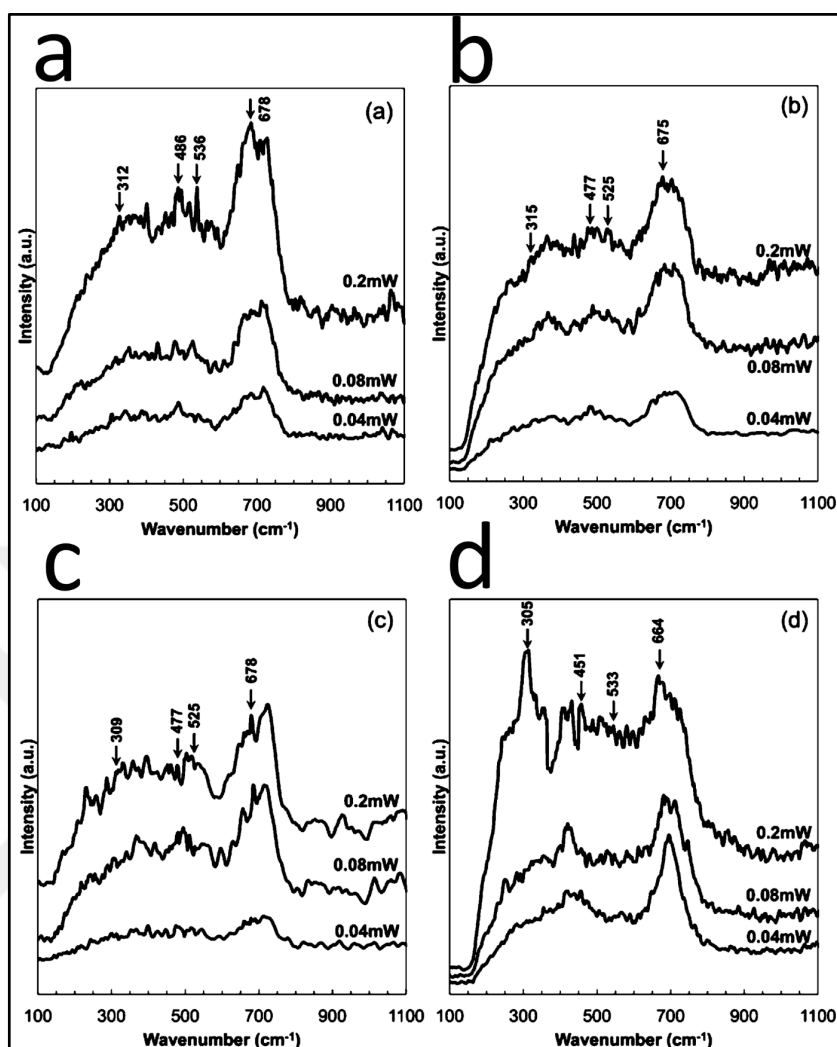 a
(a)
312
486
536
678
0.2mW
0.08mW
0.04mW
Intensity (a.u.)
100 300 500 700 900 1100
Wavenumber (cm-1)
b
(b)
315
477
525
675
0.2mW
0.08mW
0.04mW
Intensity (a.u.)
100 300 500 700 900 1100
Wavenumber (cm-1)
c
(c)
309
477
525
678
0.2mW
0.08mW
0.04mW
Intensity (a.u.)
100 300 500 700 900 1100
Wavenumber (cm-1)
d
(d)
305
451
533
664
0.2mW
0.08mW
0.04mW
Intensity (a.u.)
100 300 500 700 900 1100
Wavenumber (cm-1)